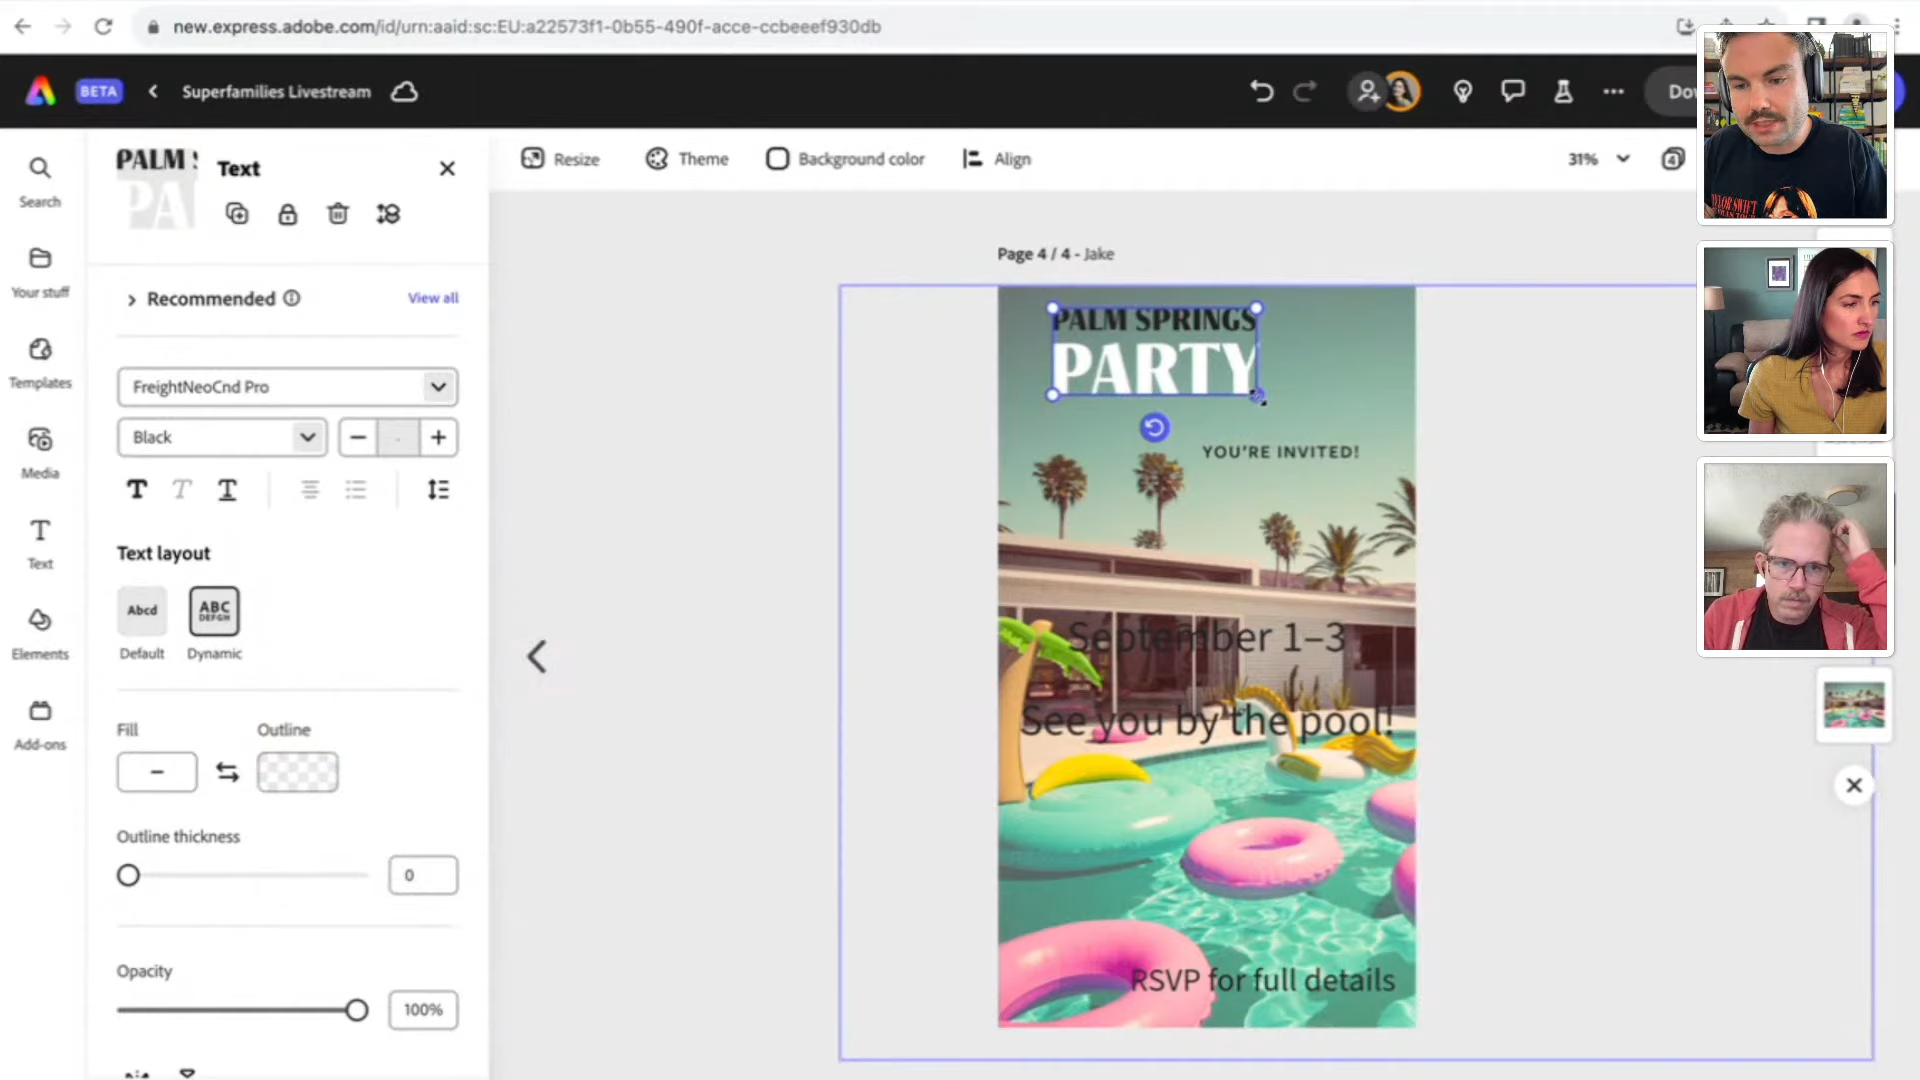 new.express.adobe.com/id/urn:aaid:sc:EU:a22573f1-0b55-490f-acce-ccbeeef930db
BETA
Superfamilies Livestream
Search
Your stuff
Templates
Media
Text
Elements
Add-ons
PALM
PA
Text
Recommended
View all
FreightNeoCnd Pro
Black
Text layout
Abcd
ABC
DEFGH
Default
Dynamic
Fill
Outline
Outline thickness
0
Opacity
100%
Resize
Theme
Background color
Align
31%
4
Page 4 / 4 - Jake
PALM SPRINGS
PARTY
YOU'RE INVITED!
September 1–3
See you by the pool!
RSVP for full details
TAYLOR SWIFT